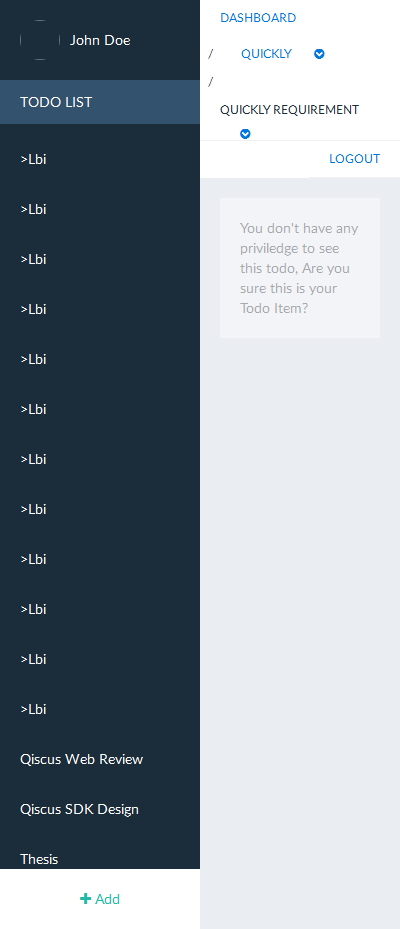 John Doe
TODO LIST
>Lbi
>Lbi
>Lbi
>Lbi
>Lbi
>Lbi
>Lbi
>Lbi
>Lbi
>Lbi
>Lbi
>Lbi
Qiscus Web Review
Qiscus SDK Design
Thesis
Add
DASHBOARD
/ QUICKLY
/
QUICKLY REQUIREMENT
LOGOUT
You don't have any
priviledge to see
this todo, Are you
sure this is your
Todo Item?